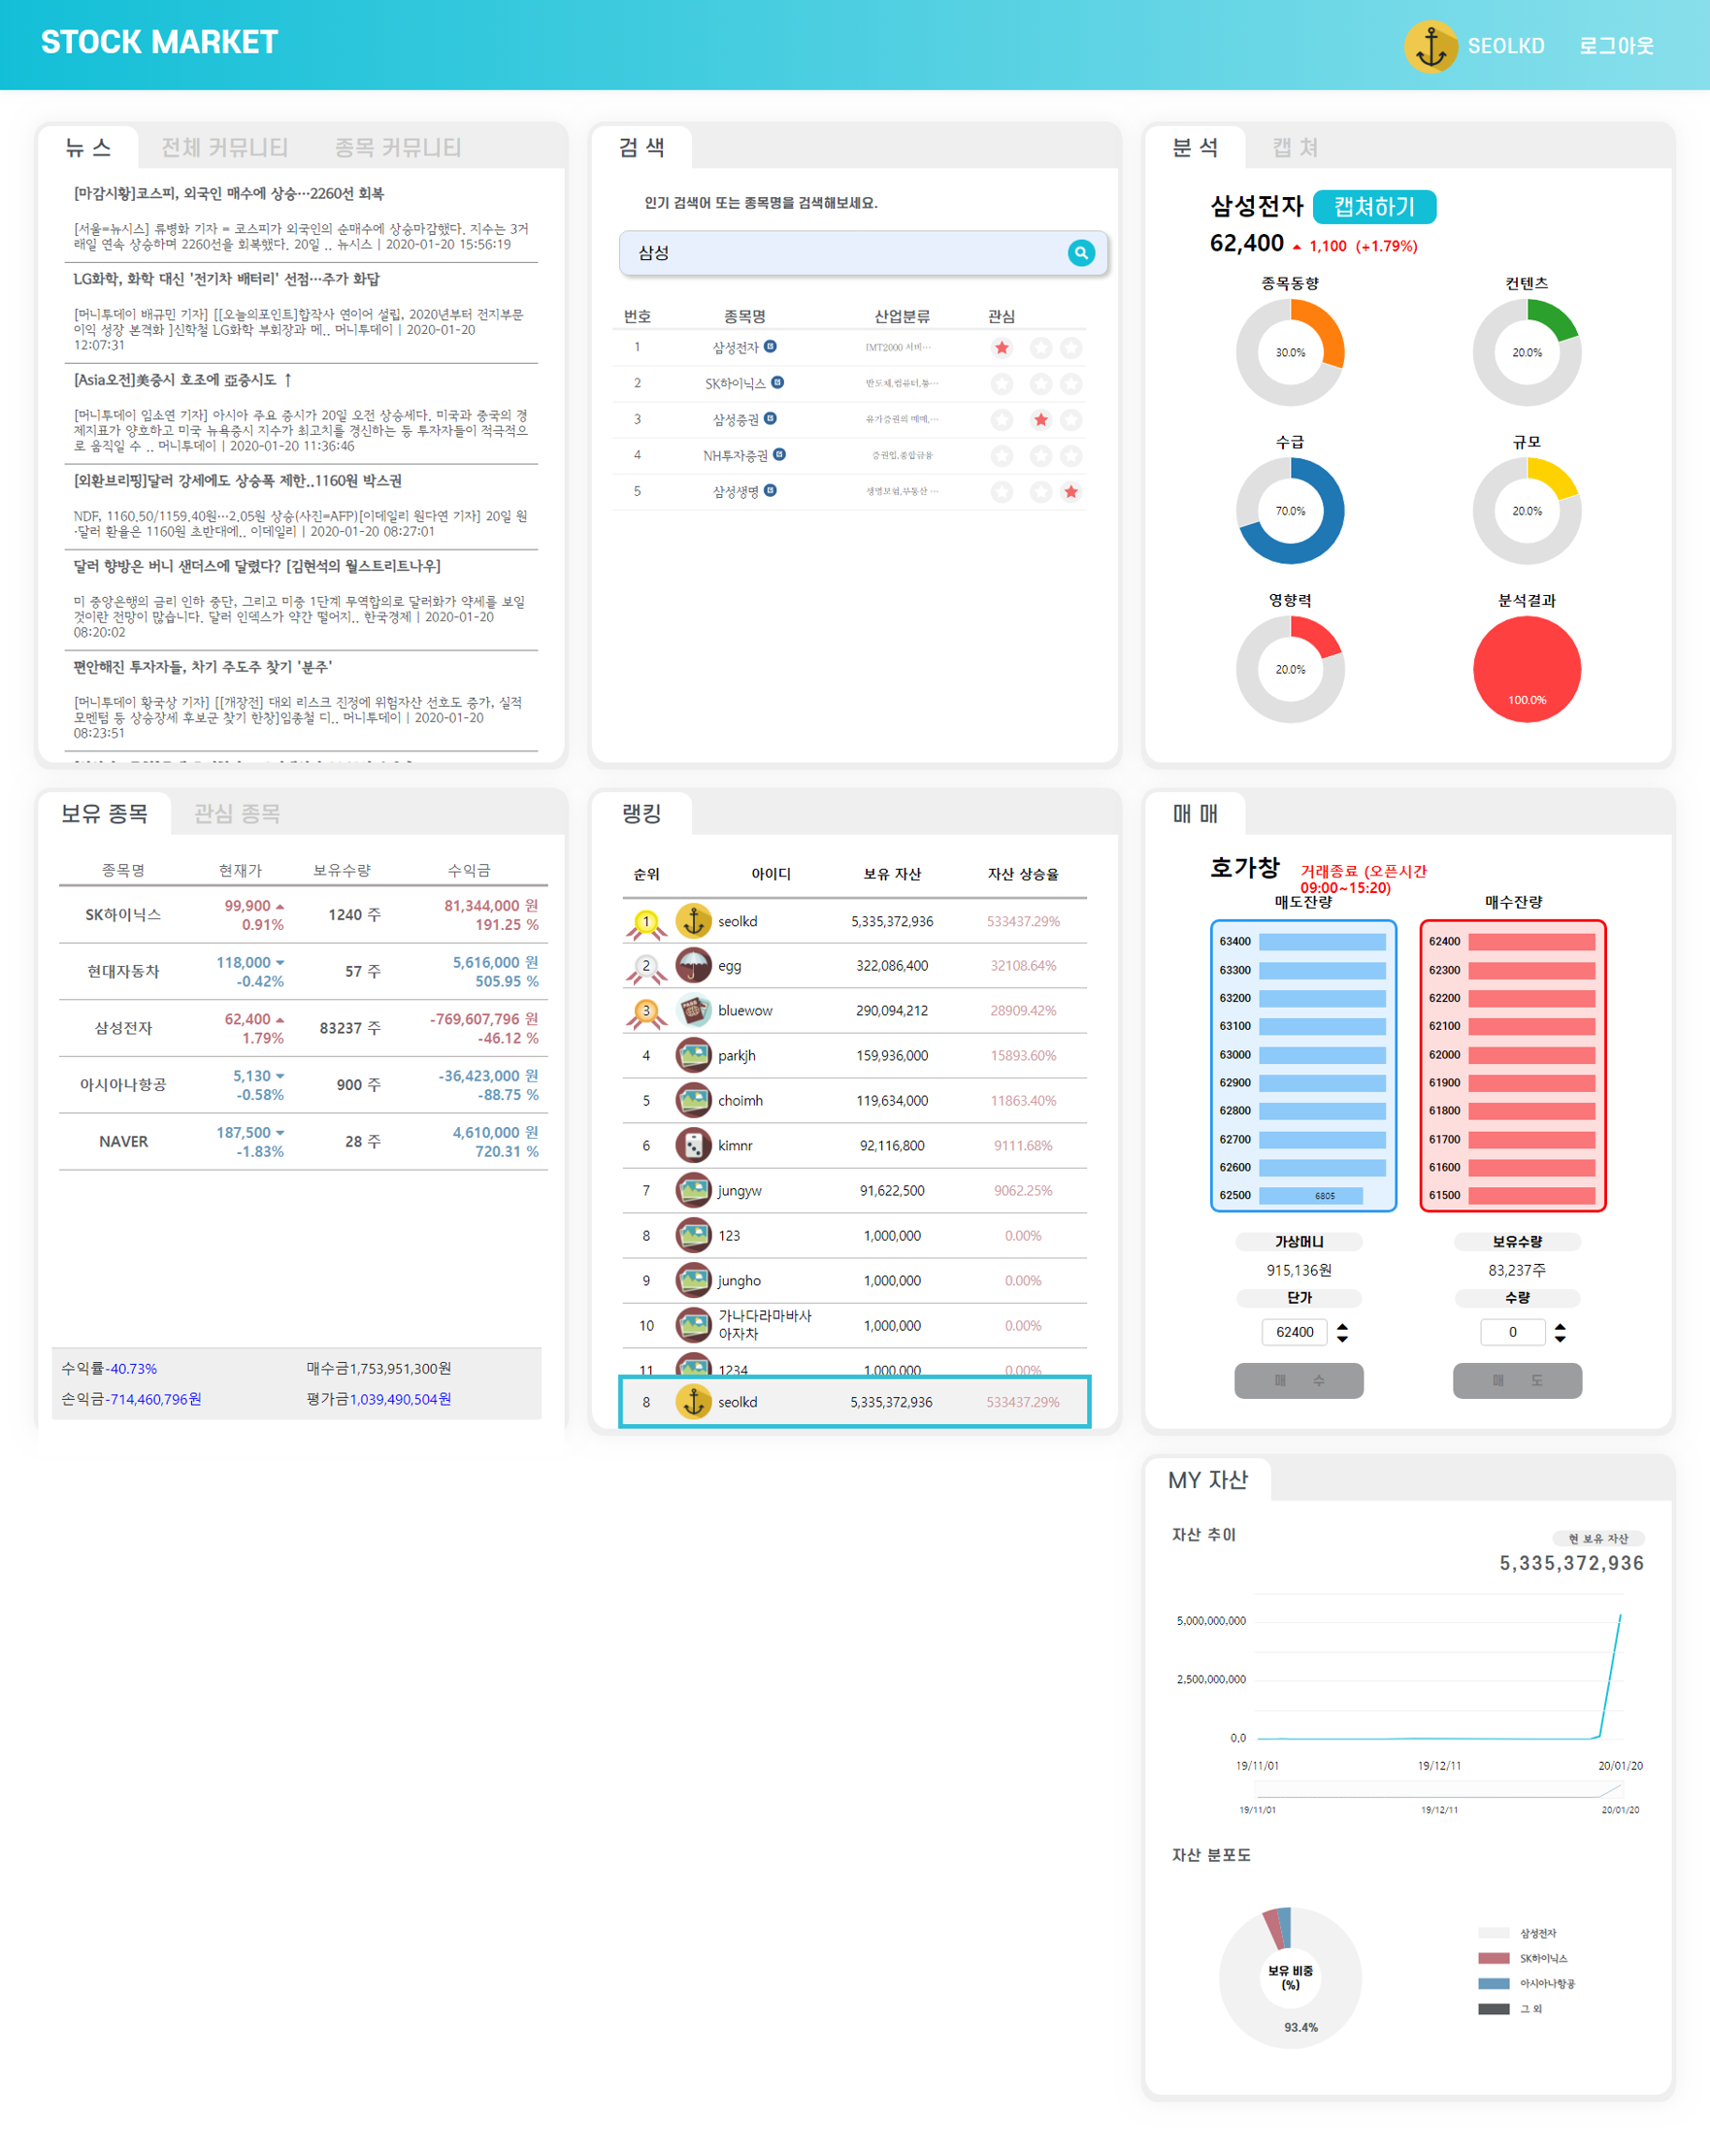 STOCK MARKET
SEOLKD 로그아웃
뉴 스 전체 커뮤니티 종목 커뮤니티
[마감시황]코스피, 외국인 매수에 상승…2260선 회복
[서울=뉴시스] 류병화 기자 = 코스피가 외국인의 순매수에 상승마감했다. 지수는 3거
래일 연속 상승하며 2260선을 회복했다. 20일 .. 뉴시스 | 2020-01-20 15:56:19
LG화학, 화학 대신 '전기차 배터리' 선점…주가 화답
[머니투데이 배규민 기자] [[오늘의포인트]합작사 연이어 설립, 2020년부터 전지부문
이익 성장 본격화 ]신학철 LG화학 부회장과 메.. 머니투데이 | 2020-01-20
12:07:31
[Asia오전]美증시 호조에 亞증시도 ↑
[머니투데이 임소연 기자] 아시아 주요 증시가 20일 오전 상승세다. 미국과 중국의 경
제지표가 양호하고 미국 뉴욕증시 지수가 최고치를 경신하는 등 투자자들이 적극적으
로 움직일 수 .. 머니투데이 | 2020-01-20 11:36:46
[외환브리핑]달러 강세에도 상승폭 제한..1160원 박스권
NDF, 1160.50/1159.40원…2.05원 상승(사진=AFP)[이데일리 원다연 기자] 20일 원
·달러 환율은 1160원 초반대에.. 이데일리 | 2020-01-20 08:27:01
달러 향방은 버니 샌더스에 달렸다? [김현석의 월스트리트나우]
미 중앙은행의 금리 인하 중단, 그리고 미중 1단계 무역합의로 달러화가 약세를 보일
것이란 전망이 많습니다. 달러 인덱스가 약간 떨어지.. 한국경제 | 2020-01-20
08:20:02
편안해진 투자자들, 차기 주도주 찾기 '분주'
[머니투데이 황국상 기자] [[개장전] 대외 리스크 진정에 위험자산 선호도 증가, 실적
모멘텀 등 상승장세 후보군 찾기 한창]임종철 디.. 머니투데이 | 2020-01-20
08:23:51
검 색
인기 검색어 또는 종목명을 검색해보세요.
삼성
번호 종목명 산업분류 관심
1 삼성전자 IMT2000 서비…
2 SK하이닉스 반도체,컴퓨터,통…
3 삼성증권 유가증권의 매매,…
4 NH투자증권 증권업,종합금융
5 삼성생명 생명보험,부동산 …
분 석 캡 쳐
삼성전자 캡쳐하기
62,400 1,100 (+1.79%)
종목동향 컨텐츠
30.0% 20.0%
수급 규모
70.0% 20.0%
영향력 분석결과
20.0% 100.0%
보유 종목 관심 종목
종목명 현재가 보유수량 수익금
SK하이닉스 99,900 1240 주 81,344,000 원
0.91% 191.25 %
현대자동차 118,000 57 주 5,616,000 원
-0.42% 505.95 %
삼성전자 62,400 83237 주 -769,607,796 원
1.79% -46.12 %
아시아나항공 5,130 900 주 -36,423,000 원
-0.58% -88.75 %
NAVER 187,500 28 주 4,610,000 원
-1.83% 720.31 %
수익률-40.73% 매수금1,753,951,300원
손익금-714,460,796원 평가금1,039,490,504원
랭킹
순위 아이디 보유 자산 자산 상승율
1 seolkd 5,335,372,936 533437.29%
2 egg 322,086,400 32108.64%
3 bluewow 290,094,212 28909.42%
4 parkjh 159,936,000 15893.60%
5 choimh 119,634,000 11863.40%
6 kimnr 92,116,800 9111.68%
7 jungyw 91,622,500 9062.25%
8 123 1,000,000 0.00%
9 jungho 1,000,000 0.00%
10 가나다라마바사
아자차 1,000,000 0.00%
11 1234 1,000,000 0.00%
8 seolkd 5,335,372,936 533437.29%
매 매
호가창 거래종료 (오픈시간
09:00~15:20)
매도잔량 매수잔량
63400 62400
63300 62300
63200 62200
63100 62100
63000 62000
62900 61900
62800 61800
62700 61700
62600 61600
62500 6805 61500
가상머니 보유수량
915,136원 83,237주
단가 수량
62400 0
매 수 매 도
MY 자산
자산 추이
현 보유 자산
5,335,372,936
5,000,000,000
2,500,000,000
0.0
19/11/01 19/12/11 20/01/20
19/11/01 19/12/11 20/01/20
자산 분포도
보유 비중
(%)
93.4%
삼성전자
SK하이닉스
아시아나항공
그 외